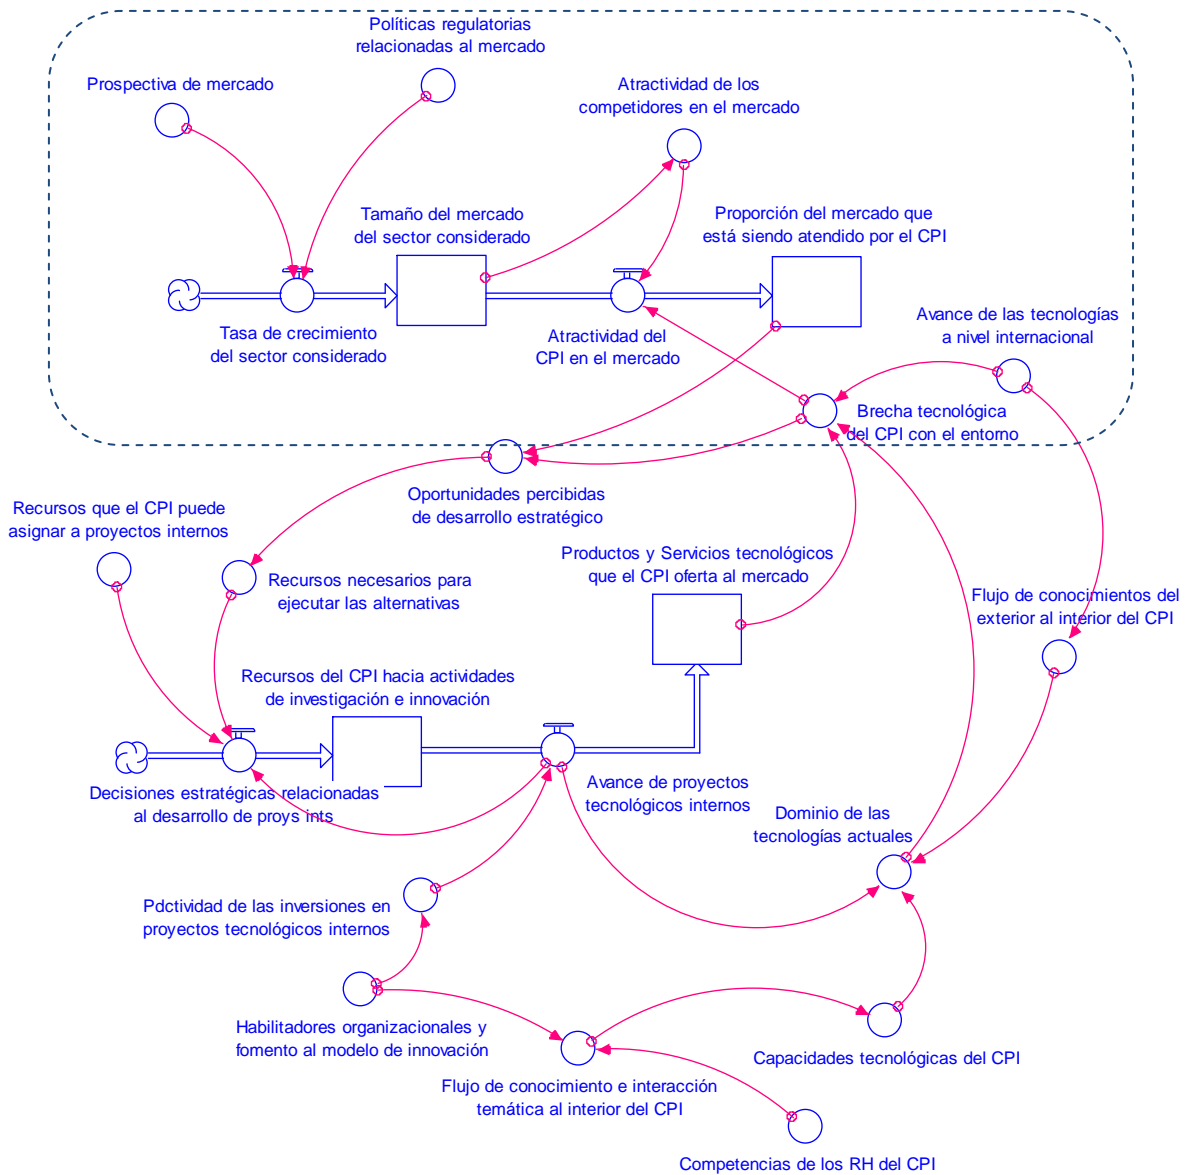 Políticas regulatorias
relacionadas al mercado
Prospectiva de mercado
Atractividad de los
competidores en el mercado
Tamaño del mercado
del sector considerado
Proporción del mercado que
está siendo atendido por el CPI
Tasa de crecimiento
del sector considerado
Atractividad del
CPI en el mercado
Avance de las tecnologías
a nivel internacional
Brecha tecnológica
del CPI con el entorno
Oportunidades percibidas
de desarrollo estratégico
Recursos que el CPI puede
asignar a proyectos internos
Recursos necesarios para
ejecutar las alternativas
Productos y Servicios tecnológicos
que el CPI oferta al mercado
Flujo de conocimientos del
exterior al interior del CPI
Recursos del CPI hacia actividades
de investigación e innovación
Decisiones estratégicas relacionadas
al desarrollo de proys ints
Avance de proyectos
tecnológicos internos
Dominio de las
tecnologías actuales
Pdctividad de las inversiones en
proyectos tecnológicos internos
Habilitadores organizacionales y
fomento al modelo de innovación
Capacidades tecnológicas del CPI
Flujo de conocimiento e interacción
temática al interior del CPI
Competencias de los RH del CPI